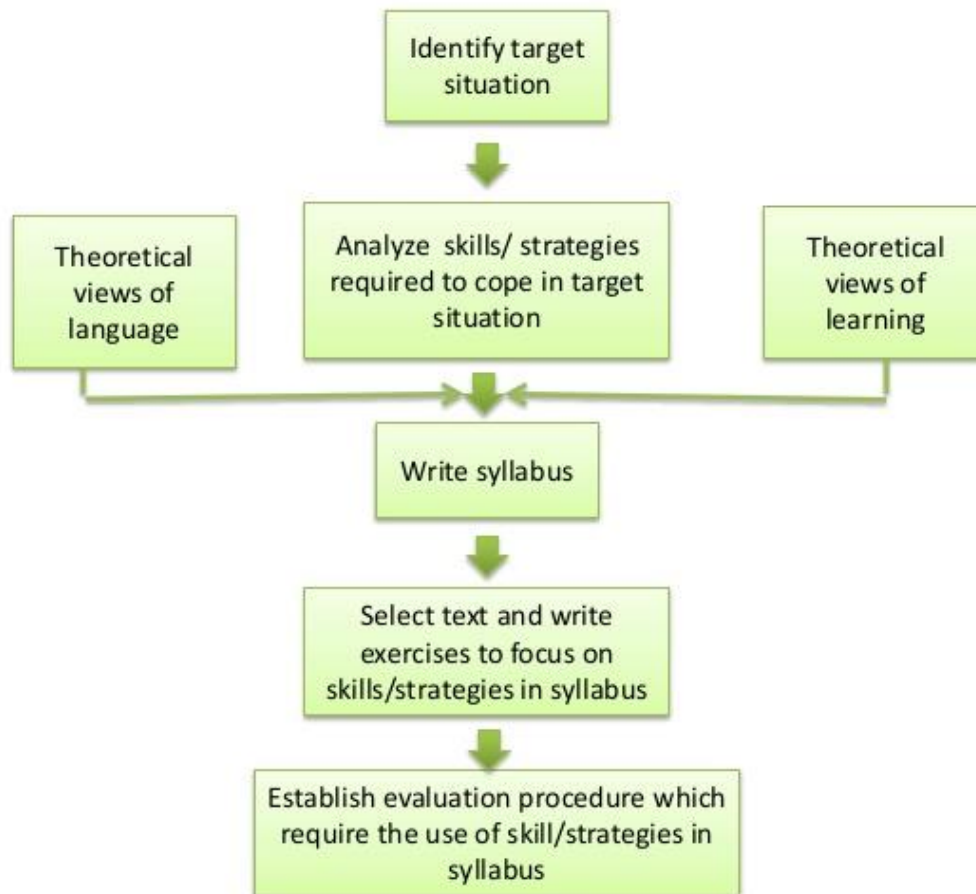 Identify target
situation
Theoretical
views of
language
Analyze skills/ strategies
required to cope in target
situation
Theoretical
views of
learning
Write syllabus
Select text and write
exercises to focus on
skills/strategies in syllabus
Establish evaluation procedure which
require the use of skill/strategies in
syllabus